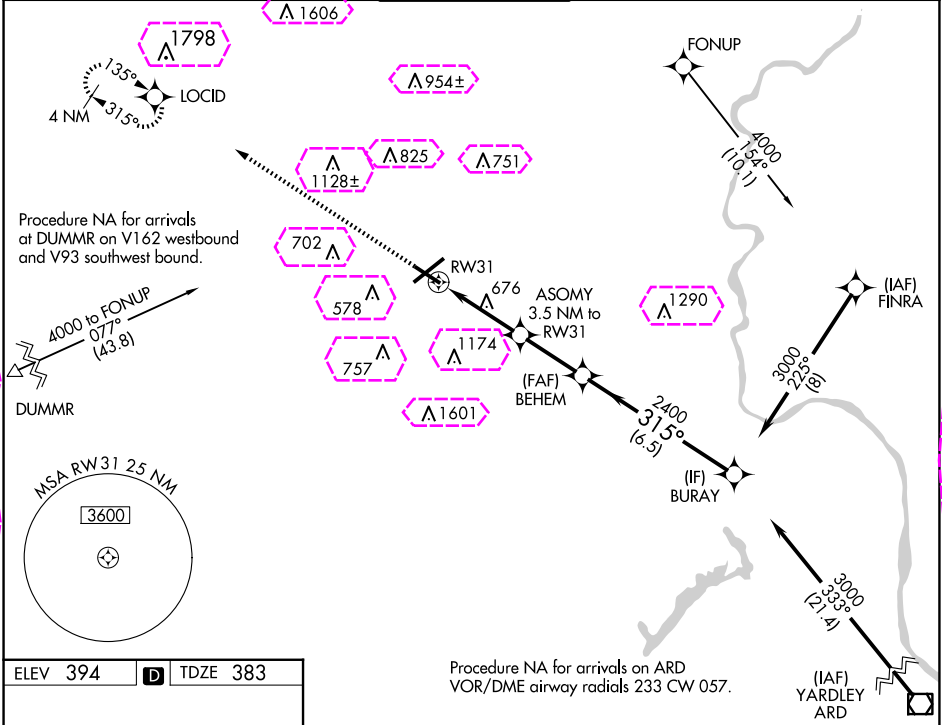 1606
1798
135°
LOCID
315°
4 NM
954±
FONUP
4000
154°
(10.1)
825
751
1128±
Procedure NA for arrivals
at DUMMR on V162 westbound
and V93 southwest bound.
702
578
757
RW31
676
ASOMY
3.5 NM to
RW31
1290
(IAF)
FINRA
3000
225°
(8)
4000 to FONUP
077°
(43.8)
DUMMR
1174
(FAF)
BEHEM
1601
2400
315°
(6.5)
(IF)
BURAY
MSA RW31 25 NM
3600
3000
333°
(21.4)
(IAF)
YARDLEY
ARD
Procedure NA for arrivals on ARD
VOR/DME airway radials 233 CW 057.
ELEV 394 D TDZE 383